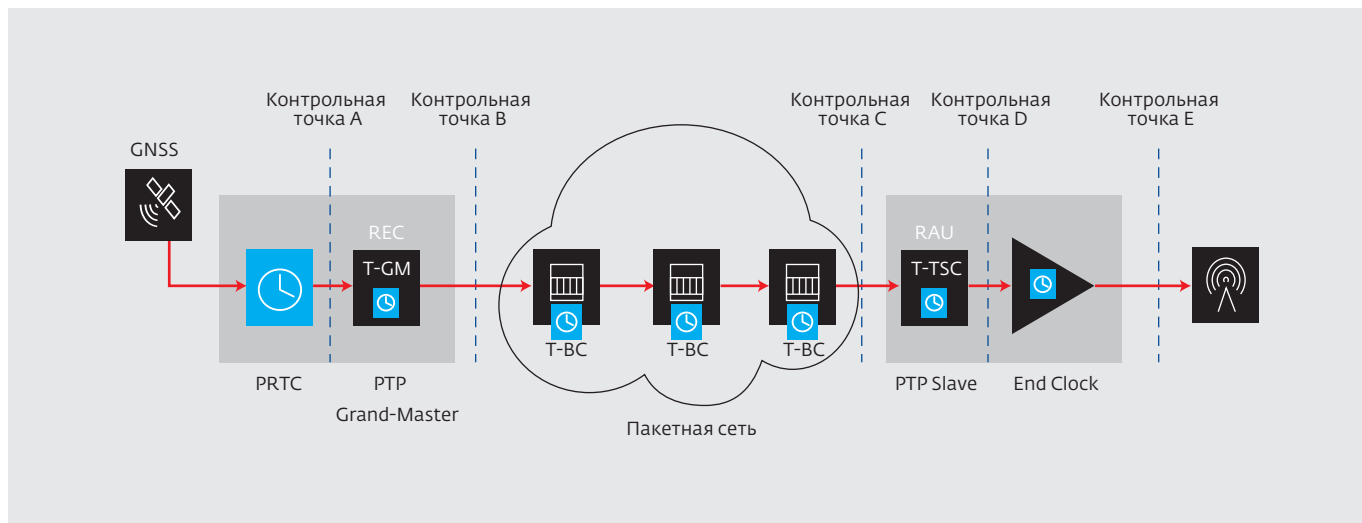 Контрольная
точка A
Контрольная
точка B
Контрольная
точка C
Контрольная
точка D
Контрольная
точка E
GNSS
REC
T-GM
RAU
T-TSC
T-BC
T-BC
T-BC
PRTC
PTP
Grand-Master
PTP Slave
End Clock
Пакетная сеть